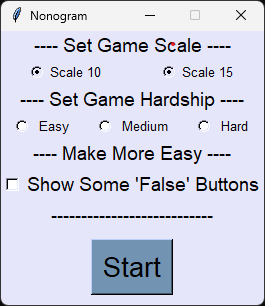 Nonogram
---- Set Game Scale ----
Scale 10 Scale 15
---- Set Game Hardship ----
Easy Medium Hard
---- Make More Easy ----
Show Some 'False' Buttons
---------------------------
Start